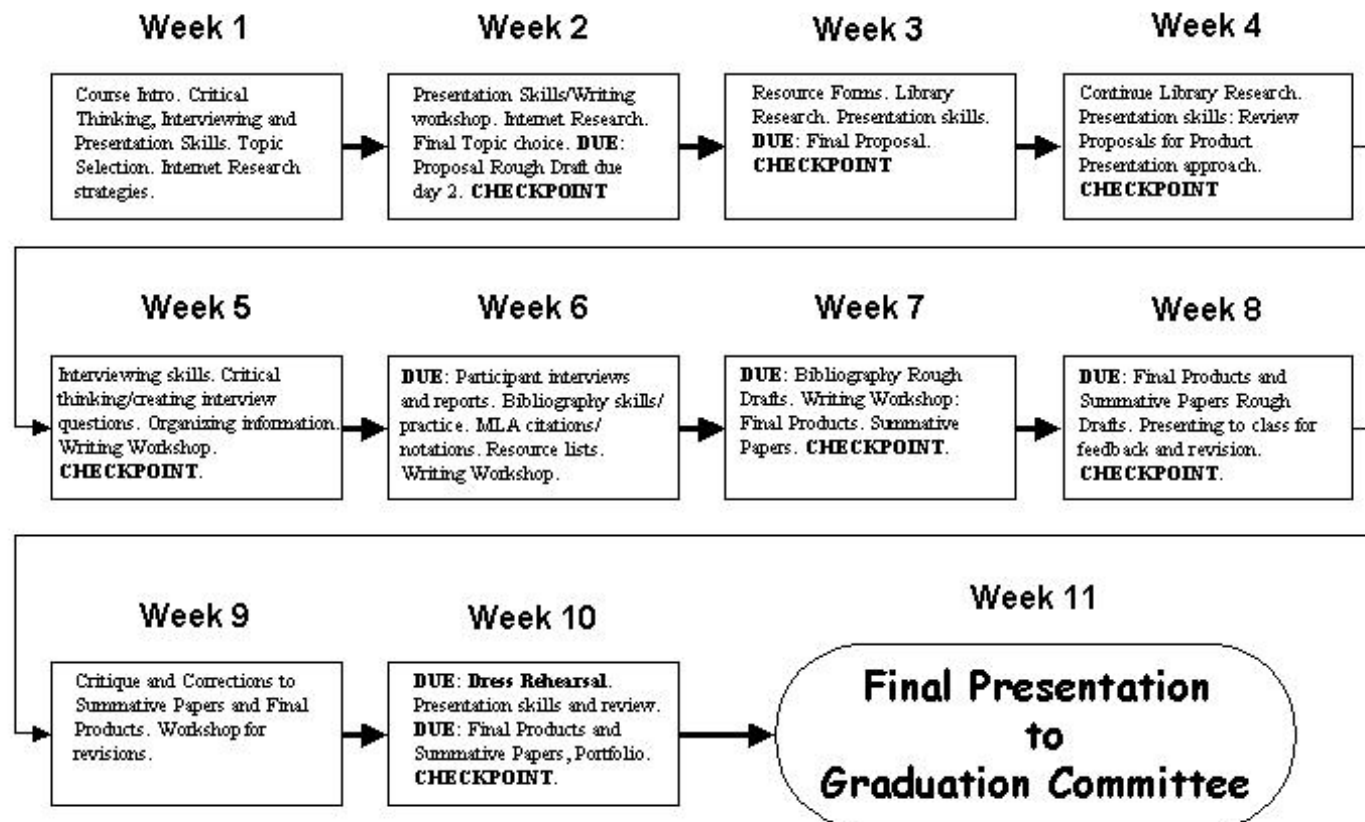 Week 1
Course Intro. Critical
Thinking, Interviewing and
Presentation Skills. Topic
Selection. Internet Research
strategies.
Week 2
Presentation Skills/Writing
workshop. Internet Research.
Final Topic choice. DUE:
Proposal Rough Draft due
day 2. CHECKPOINT
Week 3
Resource Forms. Library
Research. Presentation skills.
DUE: Final Proposal.
CHECKPOINT
Week 4
Continue Library Research.
Presentation skills: Review
Proposals for Product
Presentation approach.
CHECKPOINT
Week 5
Interviewing skills. Critical
thinking/creating interview
questions. Organizing information.
Writing Workshop.
CHECKPOINT.
Week 6
DUE: Participant interviews
and reports. Bibliography skills/
practice. MLA citations/
notations. Resource lists.
Writing Workshop.
Week 7
DUE: Bibliography Rough
Drafts. Writing Workshop:
Final Products. Summative
Papers. CHECKPOINT.
Week 8
DUE: Final Products and
Summative Papers Rough
Drafts. Presenting to class for
feedback and revision.
CHECKPOINT.
Week 9
Critique and Corrections to
Summative Papers and Final
Products. Workshop for
revisions.
Week 10
DUE: Dress Rehearsal.
Presentation skills and review.
DUE: Final Products and
Summative Papers, Portfolio.
CHECKPOINT.
Week 11
Final Presentation
to
Graduation Committee